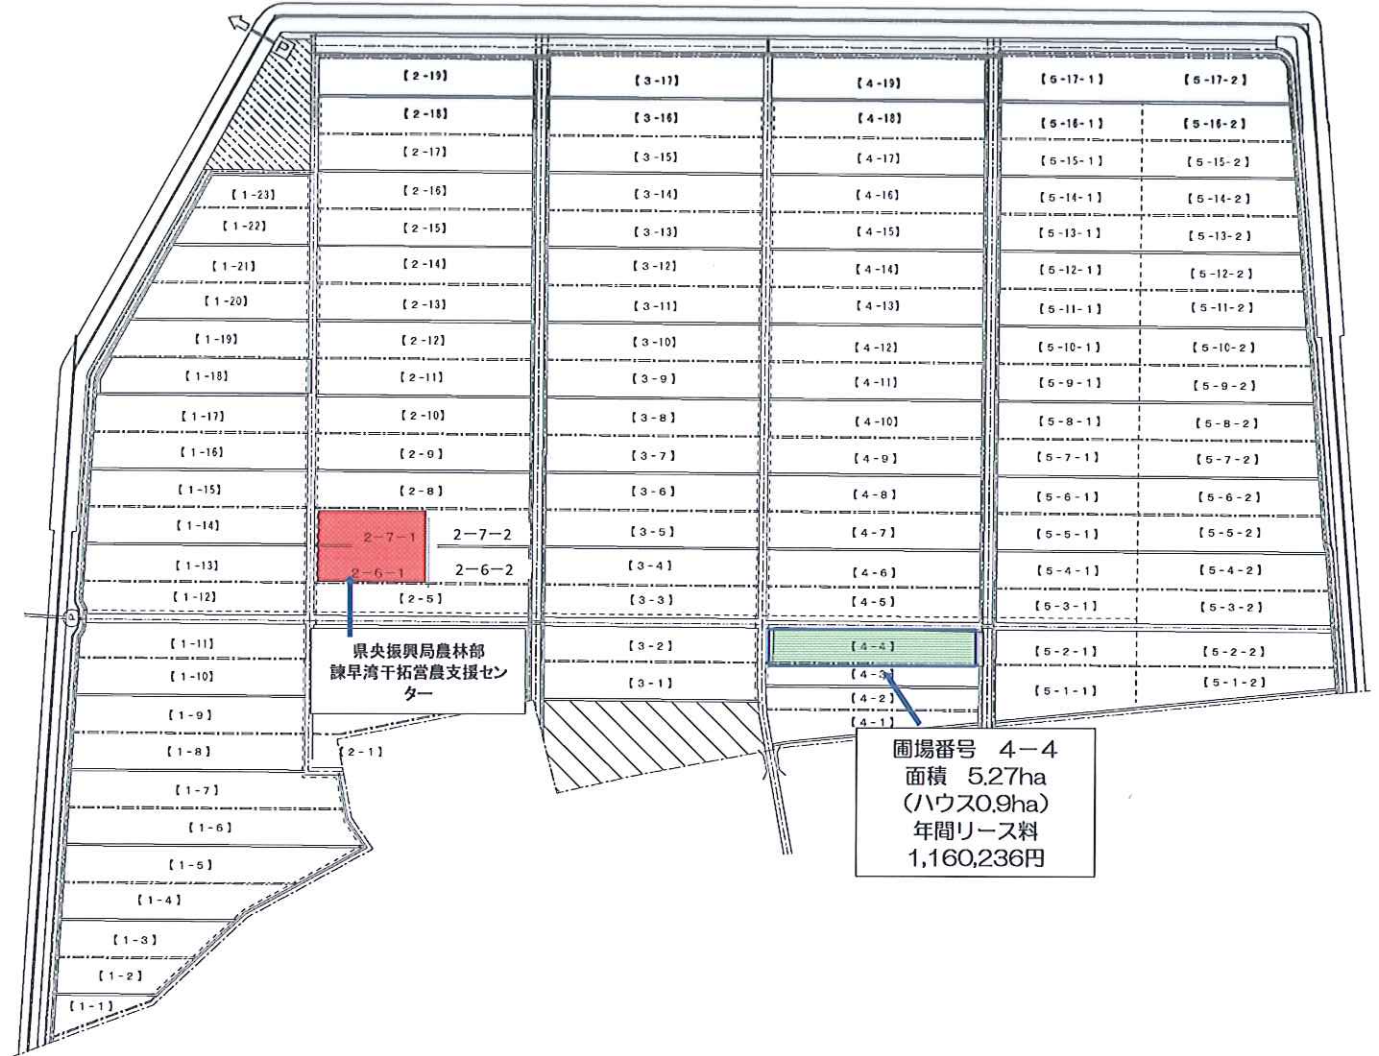 【2-19】 【3-17】 【4-19】 【5-17-1】 【5-17-2】
【2-18】 【3-16】 【4-18】 【5-16-1】 【5-16-2】
【2-17】 【3-15】 【4-17】 【5-15-1】 【5-15-2】
【1-23】 【2-16】 【3-14】 【4-16】 【5-14-1】 【5-14-2】
【1-22】 【2-15】 【3-13】 【4-15】 【5-13-1】 【5-13-2】
【1-21】 【2-14】 【3-12】 【4-14】 【5-12-1】 【5-12-2】
【1-20】 【2-13】 【3-11】 【4-13】 【5-11-1】 【5-11-2】
【1-19】 【2-12】 【3-10】 【4-12】 【5-10-1】 【5-10-2】
【1-18】 【2-11】 【3-9】 【4-11】 【5-9-1】 【5-9-2】
【1-17】 【2-10】 【3-8】 【4-10】 【5-8-1】 【5-8-2】
【1-16】 【2-9】 【3-7】 【4-9】 【5-7-1】 【5-7-2】
【1-15】 【2-8】 【3-6】 【4-8】 【5-6-1】 【5-6-2】
【1-14】 2-7-1 2-7-2 【3-5】 【4-7】 【5-5-1】 【5-5-2】
【1-13】 2-6-1 2-6-2 【3-4】 【4-6】 【5-4-1】 【5-4-2】
【1-12】 【2-5】 【3-3】 【4-5】 【5-3-1】 【5-3-2】
【1-11】 【3-2】 【4-4】 【5-2-1】 【5-2-2】
【1-10】 【3-1】 【4-3】 【5-1-1】 【5-1-2】
【1-9】 【4-2】
【4-1】
【1-8】 【2-1】
【1-7】
【1-6】
【1-5】
【1-4】
【1-3】
【1-2】
【1-1】
県央振興局農林部
諫早湾干拓営農支援セン
ター
圃場番号 4-4
面積 5.27ha
(ハウス0.9ha)
年間リース料
1,160,236円